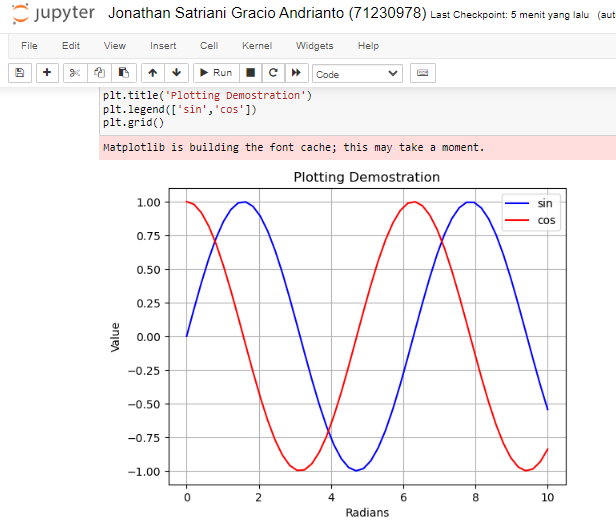 jupyter Jonathan Satriani Gracio Andrianto (71230978) Last Checkpoint: 5 menit yang lalu (aut
File Edit View Insert Cell Kernel Widgets Help
Run Code
plt.title('Plotting Demostration')
plt.legend(['sin','cos'])
plt.grid()
Matplotlib is building the font cache; this may take a moment.
Plotting Demostration
sin
cos
1.00
0.75
0.50
0.25
0.00
−0.25
−0.50
−0.75
−1.00
Value
0 2 4 6 8 10
Radians